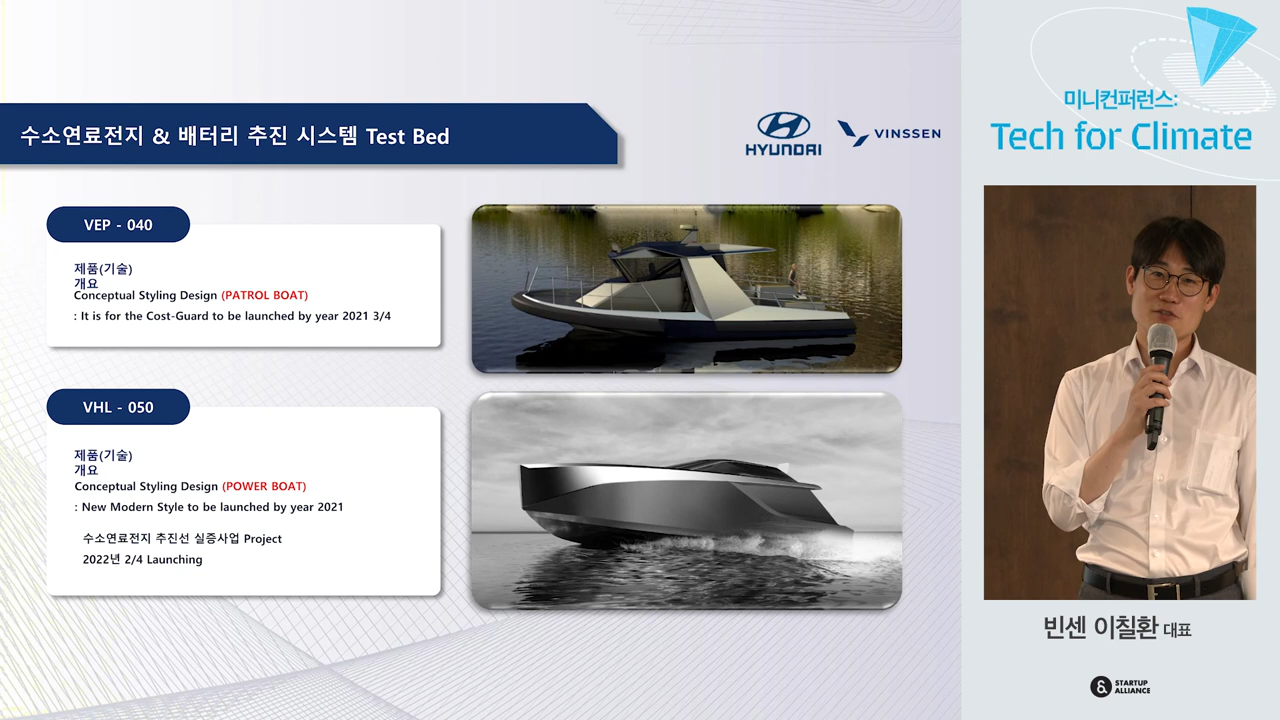 수소연료전지 & 배터리 추진 시스템 Test Bed
HYUNDAI
VINSSEN
VEP - 040
제품(기술)
개요
Conceptual Styling Design (PATROL BOAT)
: It is for the Cost-Guard to be launched by year 2021 3/4
VHL - 050
제품(기술)
개요
Conceptual Styling Design (POWER BOAT)
: New Modern Style to be launched by year 2021
수소연료전지 추진선 실증사업 Project
2022년 2/4 Launching
미니컨퍼런스:
Tech for Climate
빈센 이칠환 대표
&
STARTUP
ALLIANCE